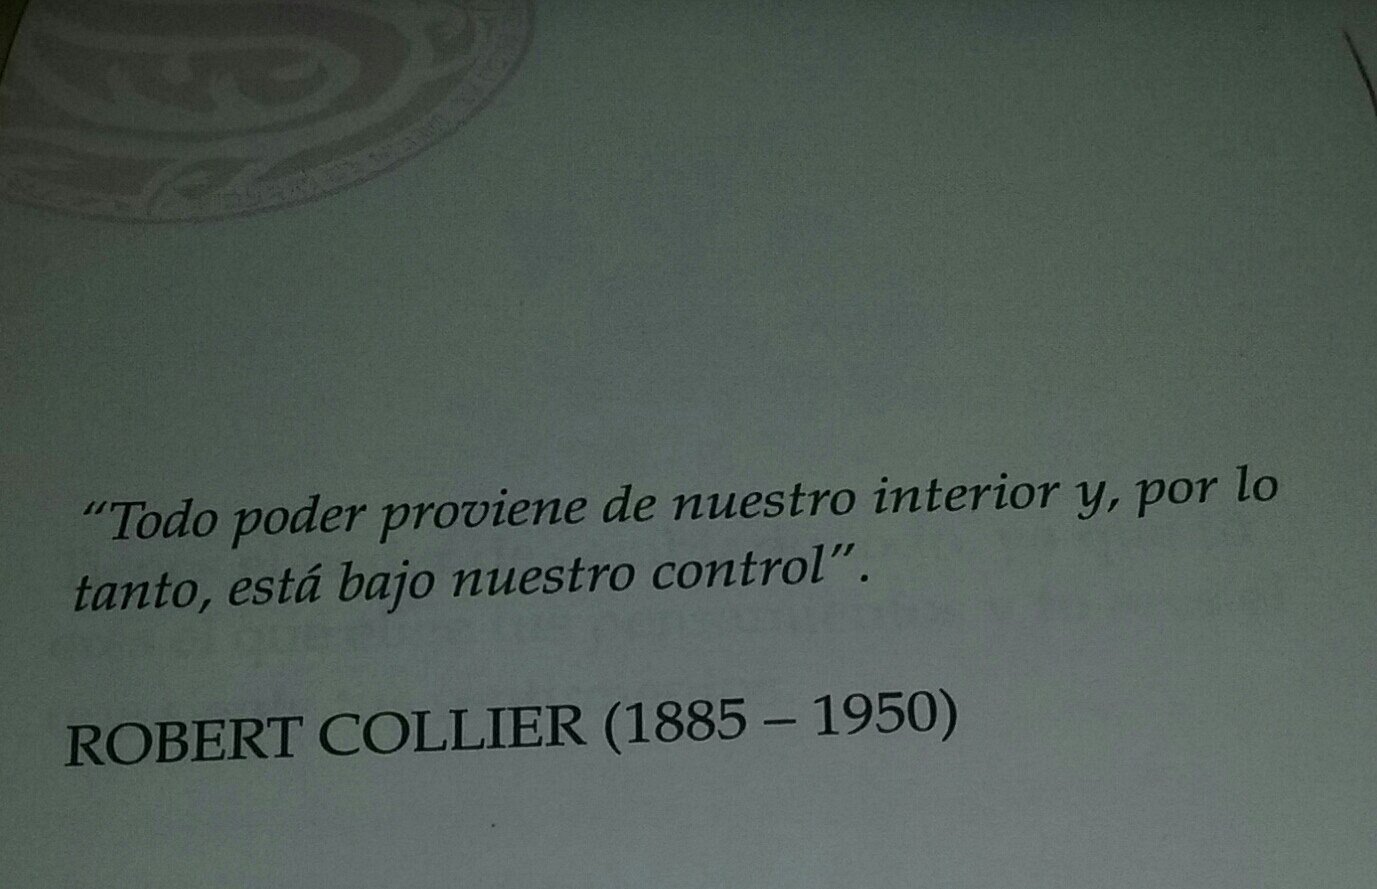 “Todo poder proviene de nuestro interior y, por lo
tanto, está bajo nuestro control”.
ROBERT COLLIER (1885 – 1950)